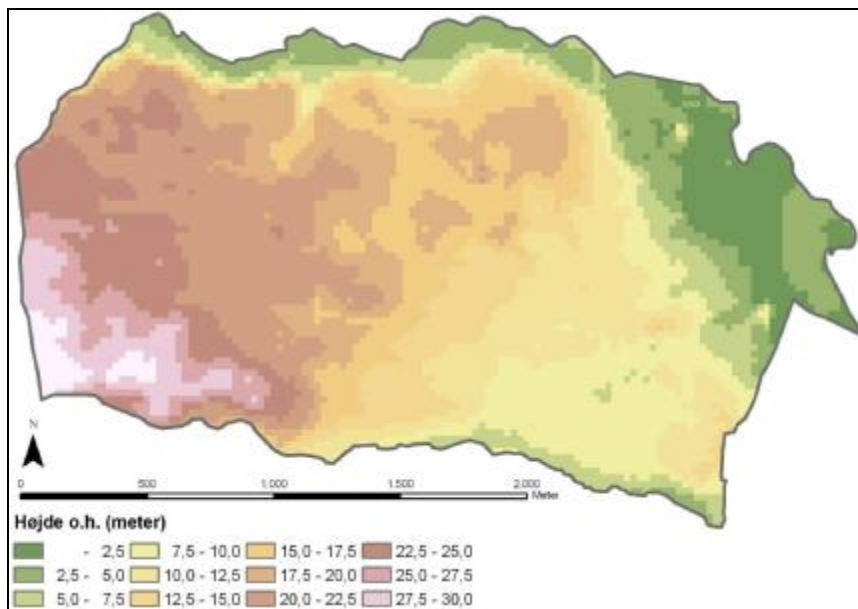 N
0 500 1.000 1.500 2.000
Meter
Højde o.h. (meter)
- 2,5 7,5 - 10,0 15,0 - 17,5 22,5 - 25,0
2,5 - 5,0 10,0 - 12,5 17,5 - 20,0 25,0 - 27,5
5,0 - 7,5 12,5 - 15,0 20,0 - 22,5 27,5 - 30,0